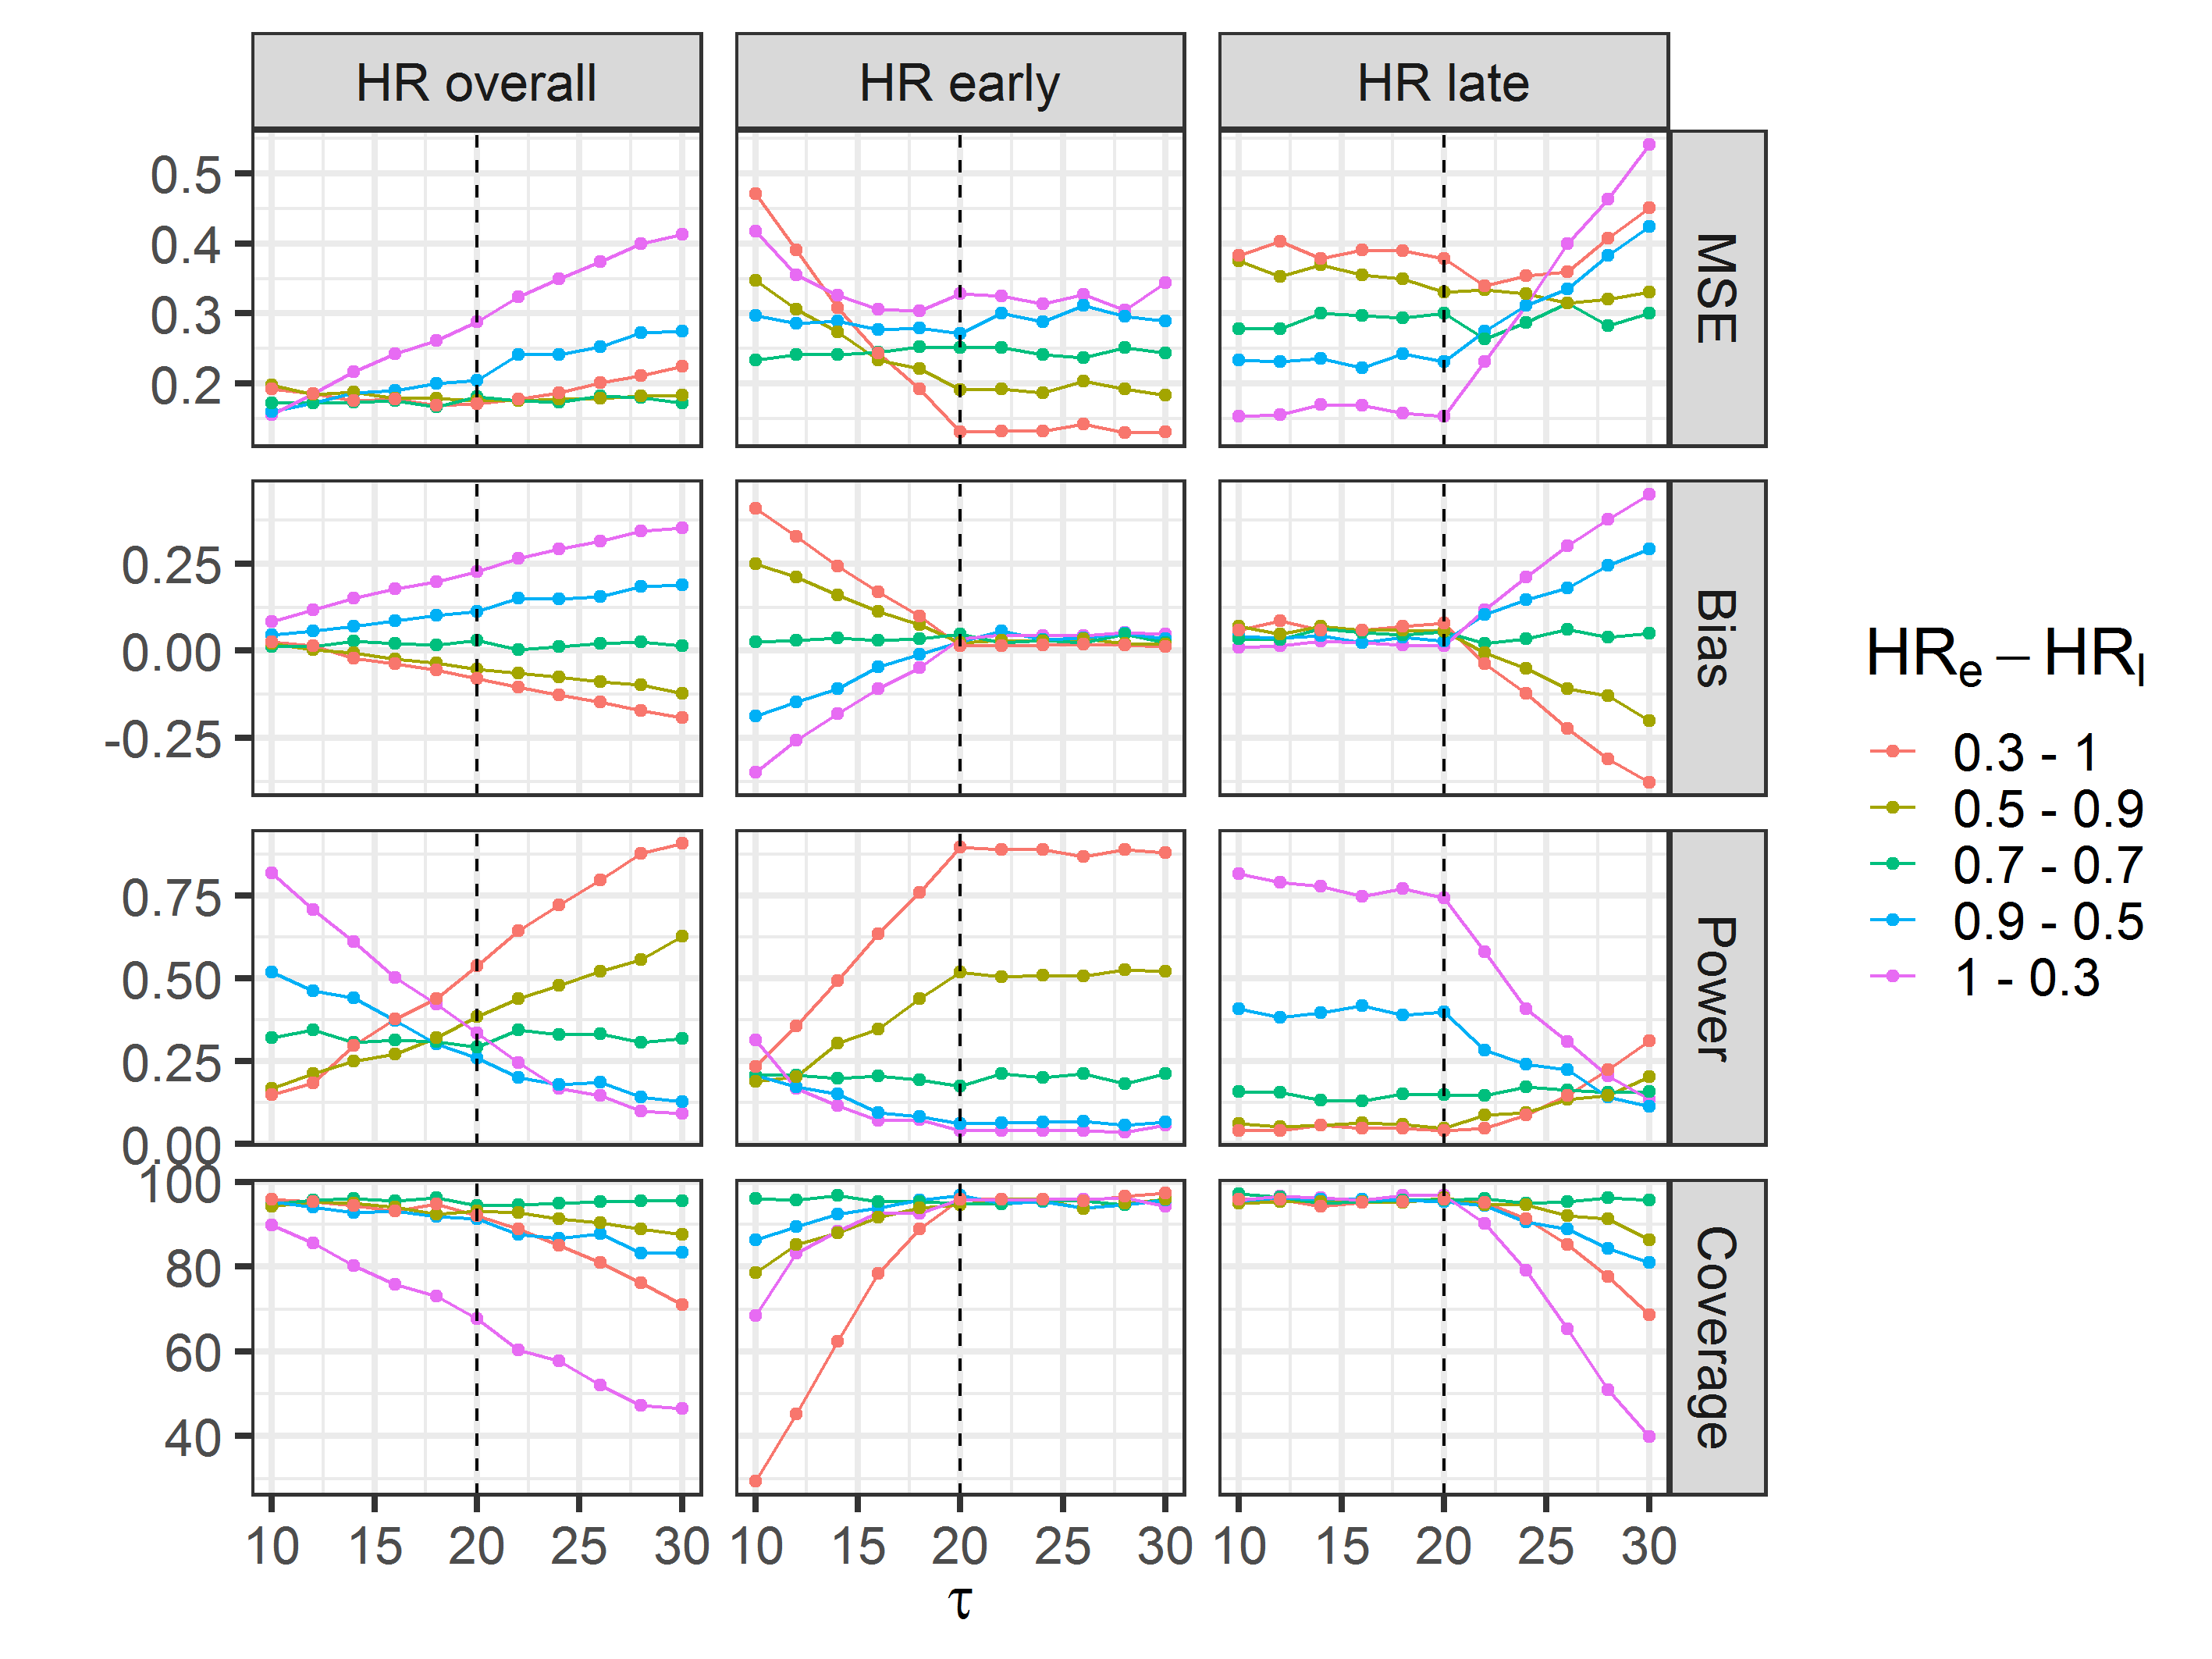 HR overall HR early HR late
0.5
0.4
0.3
0.2
MSE
0.25
0.00
-0.25
Bias
0.75
0.50
0.25
0.00
Power
100
80
60
40
Coverage
10 15 20 25 30 10 15 20 25 30 10 15 20 25 30
τ
HRe – HRl
0.3 - 1
0.5 - 0.9
0.7 - 0.7
0.9 - 0.5
1 - 0.3